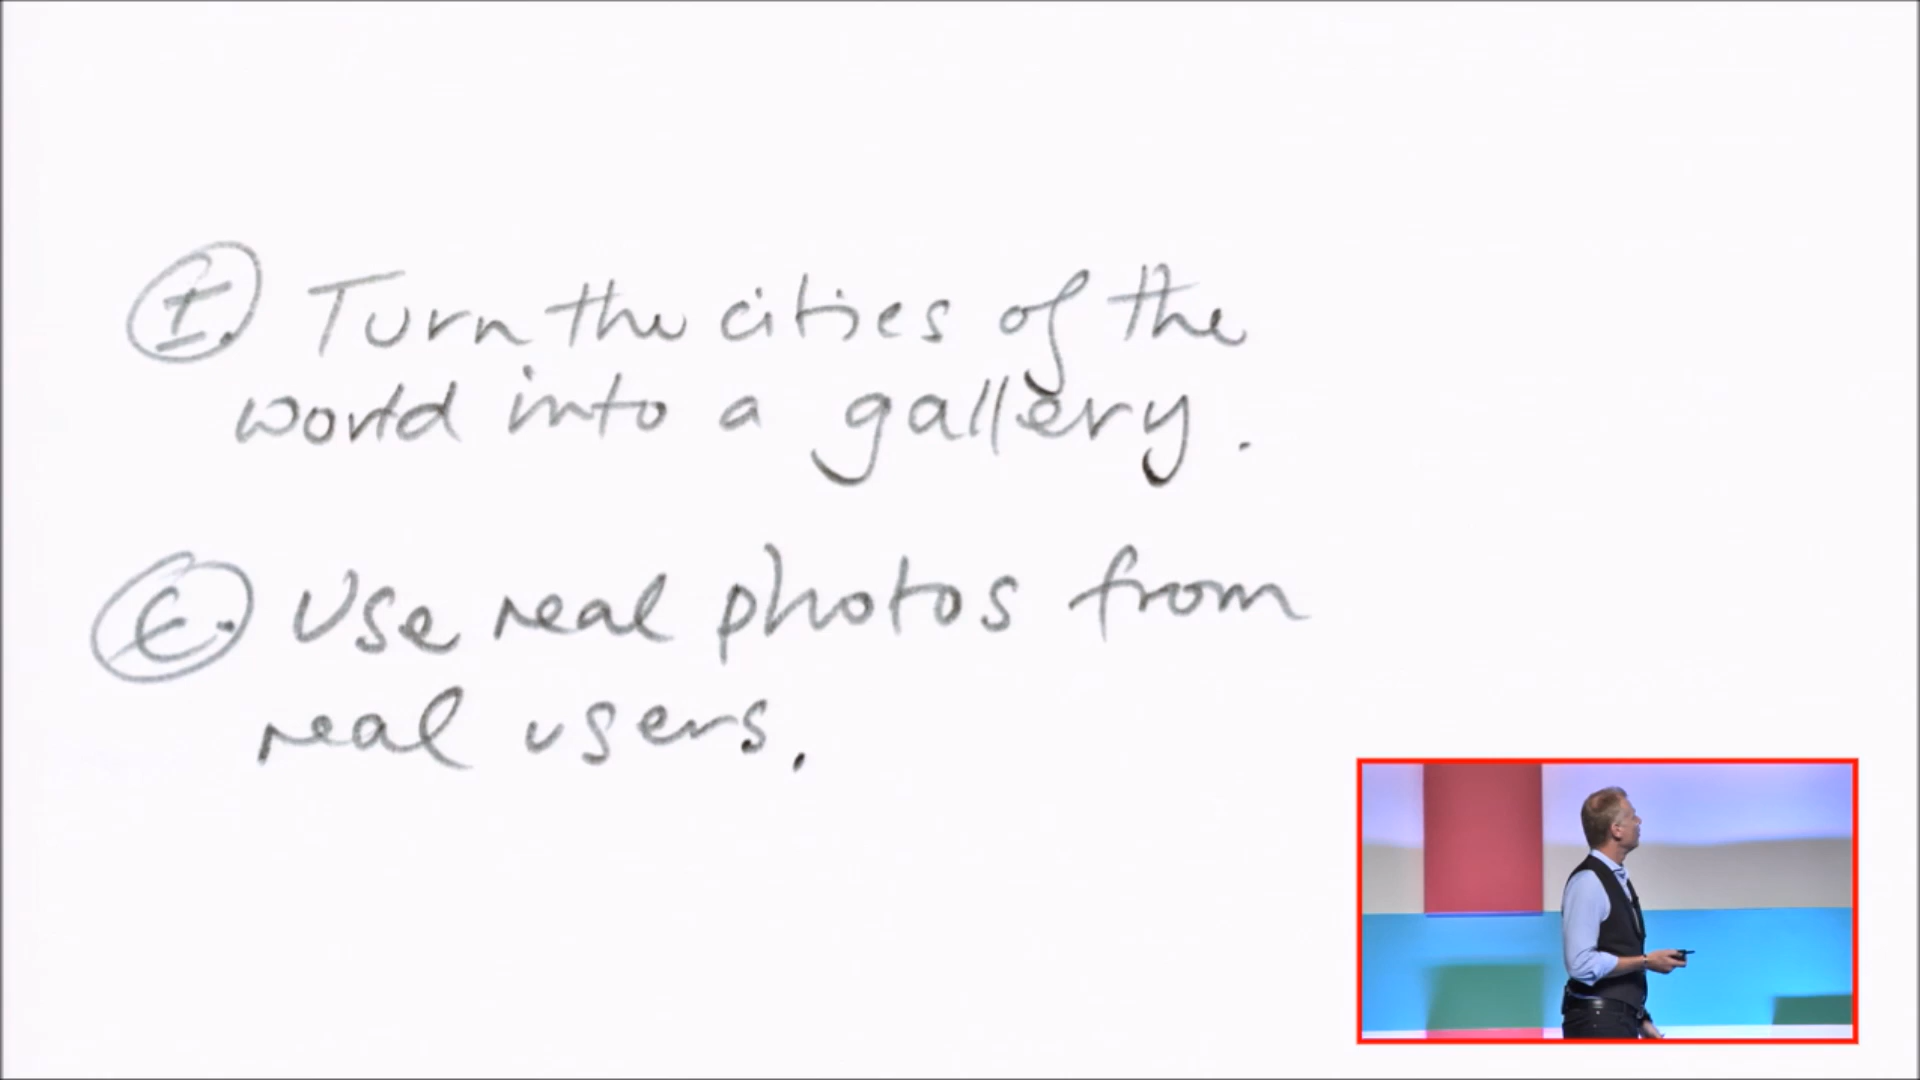 I. Turn the cities of the
world into a gallery.
E. Use real photos from
real users.